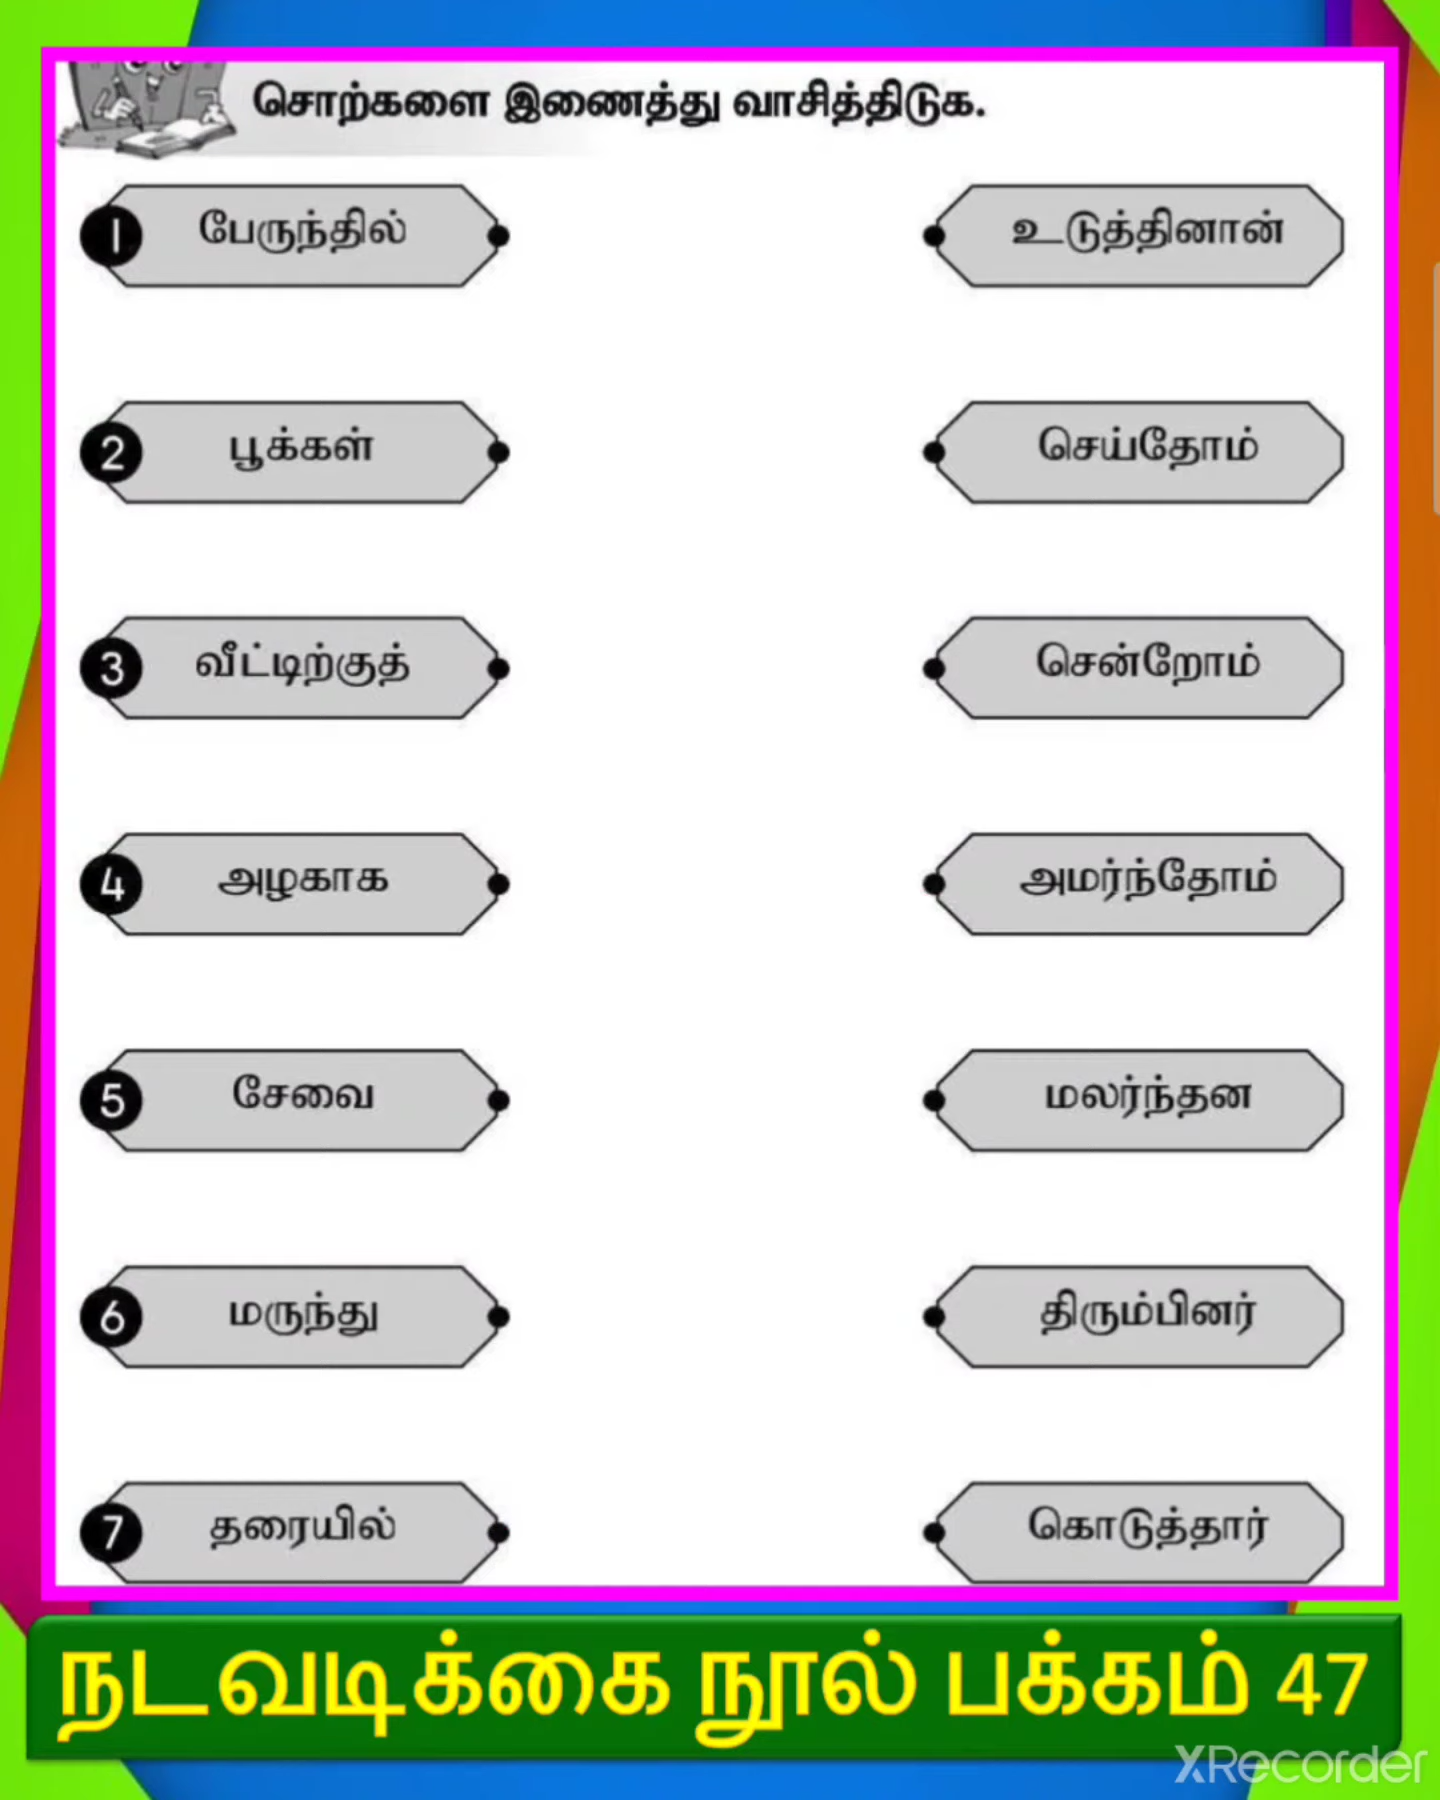 சொற்களை இணைத்து வாசித்திடுக.
1 பேருந்தில் உடுத்தினான்
2 பூக்கள் செய்தோம்
3 வீட்டிற்குத் சென்றோம்
4 அழகாக அமர்ந்தோம்
5 சேவை மலர்ந்தன
6 மருந்து திரும்பினர்
7 தரையில் கொடுத்தார்
நடவடிக்கை நூல் பக்கம் 47
XRecorder